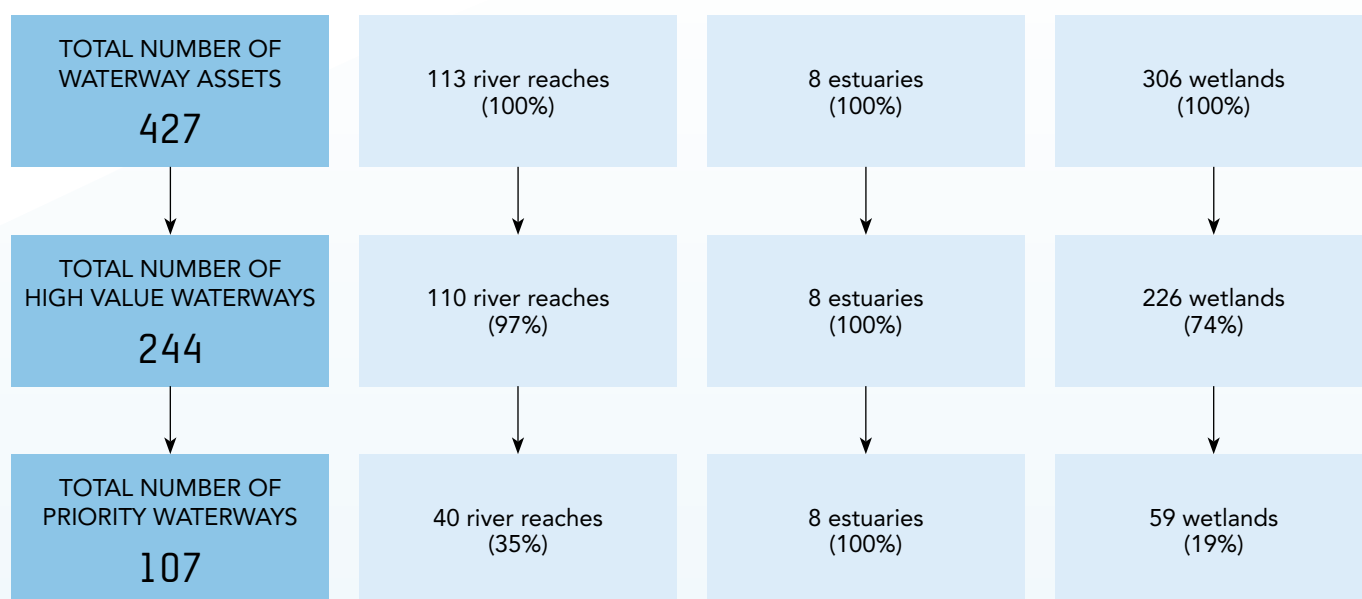 TOTAL NUMBER OF
WATERWAY ASSETS
427
113 river reaches
(100%)
8 estuaries
(100%)
306 wetlands
(100%)
TOTAL NUMBER OF
HIGH VALUE WATERWAYS
244
110 river reaches
(97%)
8 estuaries
(100%)
226 wetlands
(74%)
TOTAL NUMBER OF
PRIORITY WATERWAYS
107
40 river reaches
(35%)
8 estuaries
(100%)
59 wetlands
(19%)